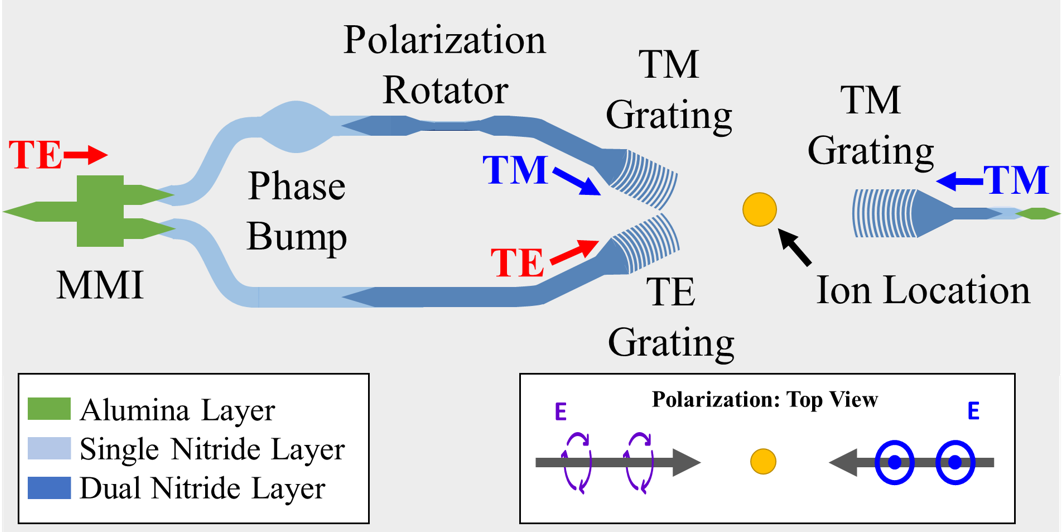 Polarization
Rotator
TM
Grating
TM
Grating
TE
Phase
Bump
TM
TM
MMI
TE
TE
Grating
Ion Location
Alumina Layer
Single Nitride Layer
Dual Nitride Layer
Polarization: Top View
E
E